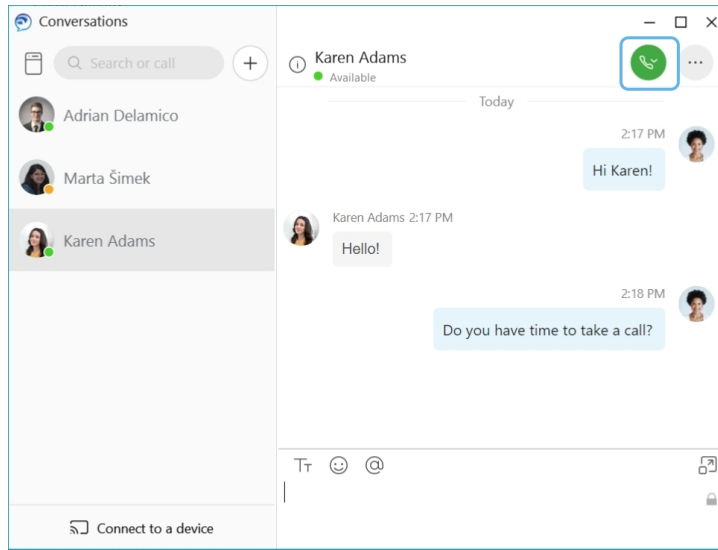 Conversations
Search or call
Adrian Delamico
Marta Šimek
Karen Adams
Connect to a device
Karen Adams
Available
Today
2:17 PM
Hi Karen!
Karen Adams 2:17 PM
Hello!
2:18 PM
Do you have time to take a call?